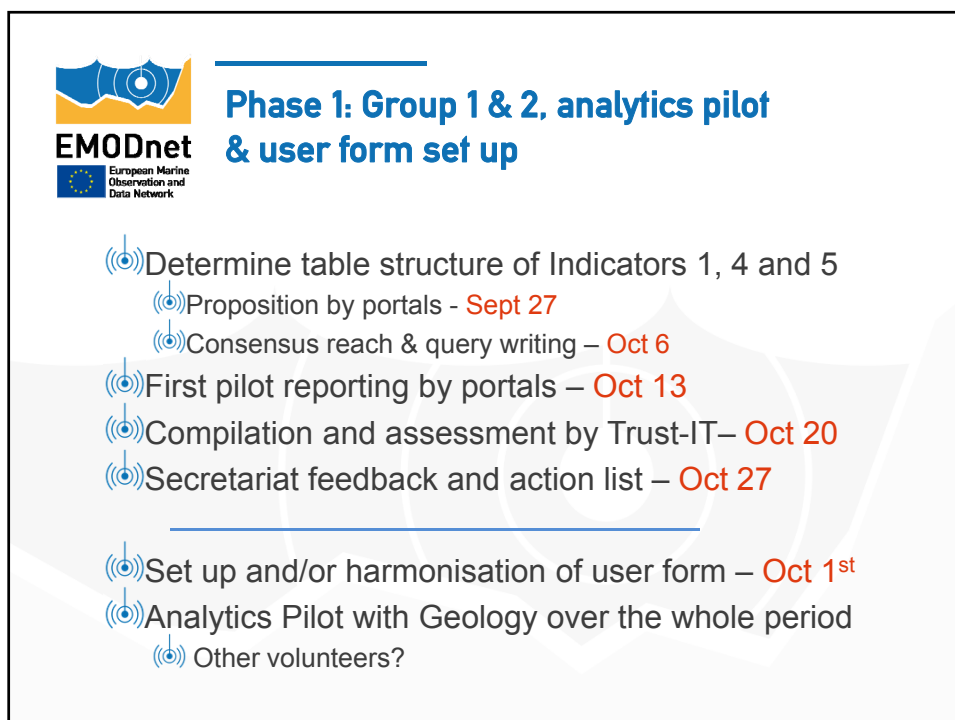 Phase 1: Group 1 & 2, analytics pilot
& user form set up
EMODnet
European Marine
Observation and
Data Network
Determine table structure of Indicators 1, 4 and 5
Proposition by portals - Sept 27
Consensus reach & query writing – Oct 6
First pilot reporting by portals – Oct 13
Compilation and assessment by Trust-IT– Oct 20
Secretariat feedback and action list – Oct 27
Set up and/or harmonisation of user form – Oct 1st
Analytics Pilot with Geology over the whole period
Other volunteers?